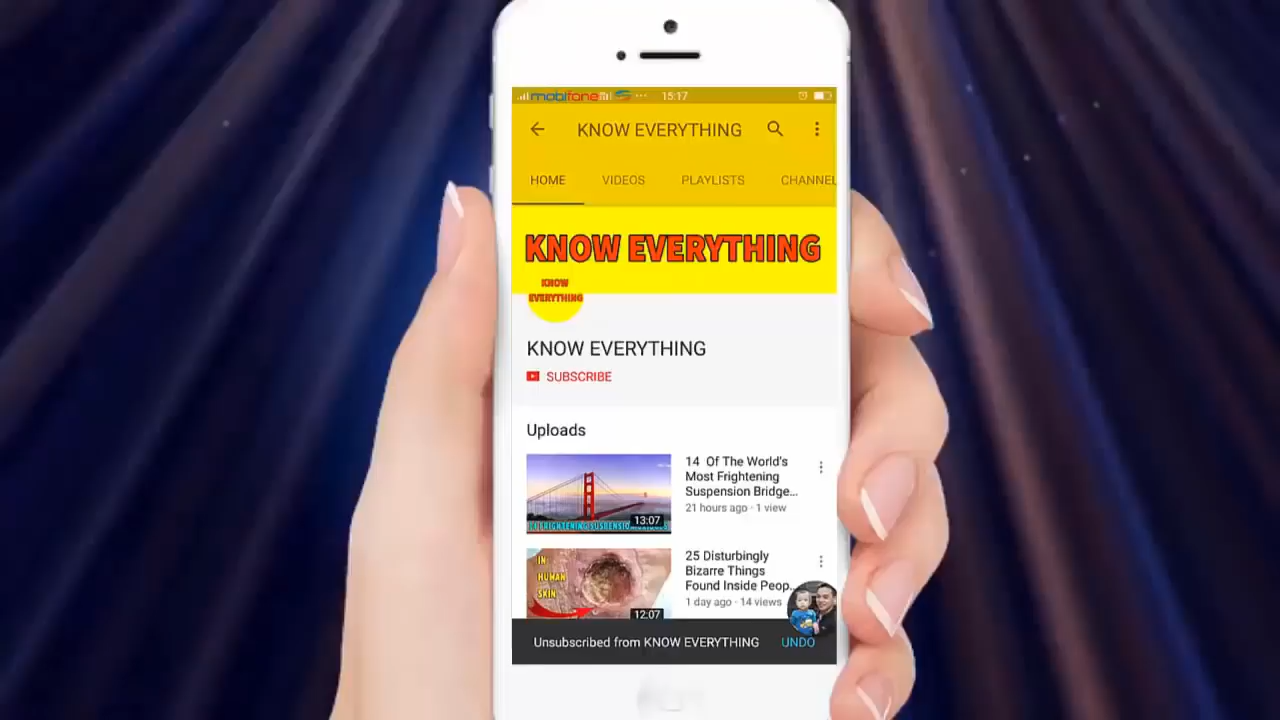 mobifone
15:17
KNOW EVERYTHING
HOME VIDEOS PLAYLISTS CHANNEL
KNOW EVERYTHING
KNOW
EVERYTHING
KNOW EVERYTHING
SUBSCRIBE
Uploads
14 Of The World's
Most Frightening
Suspension Bridge...
21 hours ago · 1 view
13:07
25 Disturbingly
Bizarre Things
Found Inside Peop...
1 day ago · 14 views
IN
HUMAN
SKIN
12:07
Unsubscribed from KNOW EVERYTHING UNDO